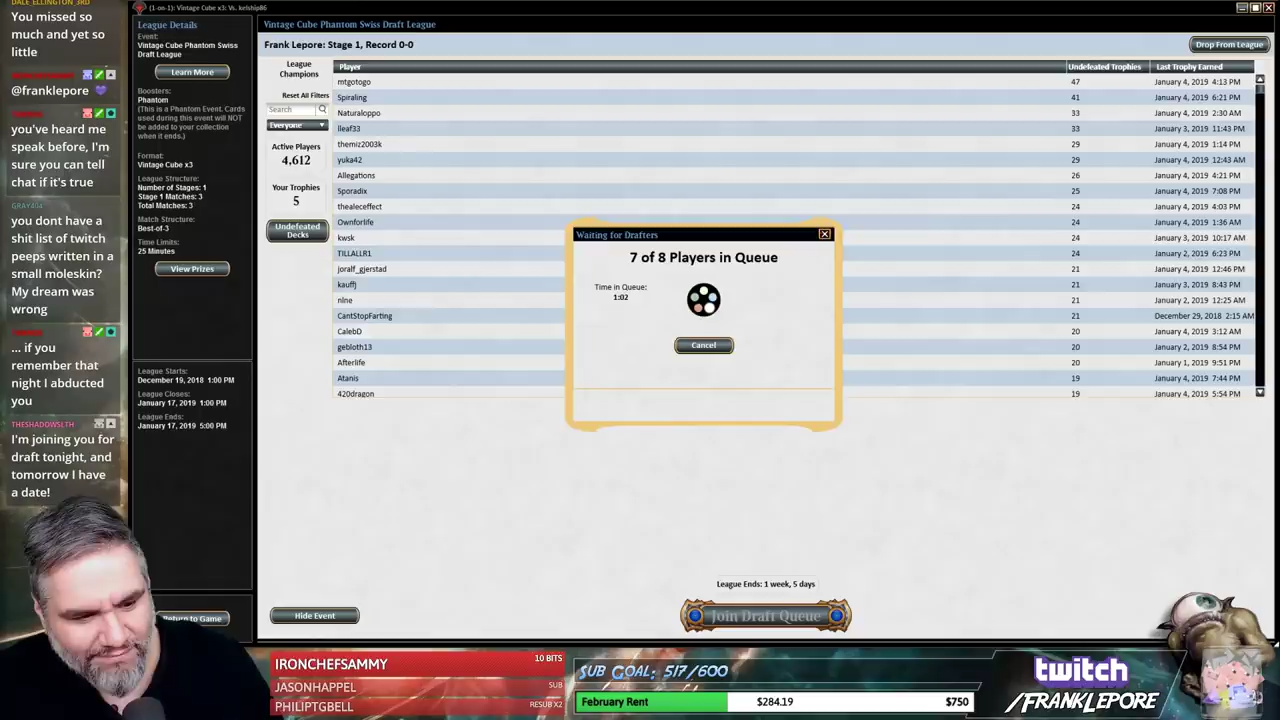 DALE_ELLINGTON_3RD
You missed so
much and yet so
little
@franklepore
you've heard me
speak before, I'm
sure you can tell
chat if it's true
GRAY404
you dont have a
shit list of twitch
peeps written in a
small moleskin?
My dream was
wrong
... if you
remember that
night I abducted
you
THESHADOWSLTH
I'm joining you for
draft tonight, and
tomorrow I have
a date!
(1-on-1): Vintage Cube x3: Vs. kelship86
League Details
Event:
Vintage Cube Phantom Swiss
Draft League
Learn More
Boosters:
Phantom
(This is a Phantom Event. Cards
used during this event will NOT
be added to your collection
when it ends.)
Format:
Vintage Cube x3
League Structure:
Number of Stages: 1
Stage 1 Matches: 3
Total Matches: 3
Match Structure:
Best-of-3
Time Limits:
25 Minutes
View Prizes
League Starts:
December 19, 2018 1:00 PM
League Closes:
January 17, 2019 1:00 PM
League Ends:
January 17, 2019 5:00 PM
Return to Game
Vintage Cube Phantom Swiss Draft League
Frank Lepore: Stage 1, Record 0-0
Drop From League
League
Champions
Reset All Filters
Search
Everyone
Active Players
4,612
Your Trophies
5
Undefeated
Decks
Player Undefeated Trophies Last Trophy Earned
mtgotogo 47 January 4, 2019 4:13 PM
Spiraling 41 January 4, 2019 6:21 PM
Naturaloppo 33 January 4, 2019 2:30 AM
lleaf33 33 January 3, 2019 11:43 PM
themiz2003k 29 January 4, 2019 1:14 PM
yuka42 29 January 4, 2019 12:43 AM
Allegations 26 January 4, 2019 4:21 PM
Sporadix 25 January 4, 2019 7:08 PM
thealeceffect 24 January 4, 2019 4:03 PM
Ownforlife 24 January 4, 2019 1:36 AM
kwsk 24 January 3, 2019 10:17 AM
TILLALLR1 24 January 2, 2019 6:23 PM
joralf_gjerstad 21 January 4, 2019 12:46 PM
kauffj 21 January 3, 2019 8:43 PM
nlne 21 January 2, 2019 12:25 AM
CantStopFarting 21 December 29, 2018 2:15 AM
CalebD 20 January 4, 2019 3:12 AM
gebloth13 20 January 2, 2019 8:54 PM
Afterlife 20 January 1, 2019 9:51 PM
Atanis 19 January 4, 2019 7:44 PM
420dragon 19 January 4, 2019 5:54 PM
Waiting for Drafters
7 of 8 Players in Queue
Time in Queue:
1:02
Cancel
League Ends: 1 week, 5 days
Hide Event
Join Draft Queue
IRONCHEFSAMMY 10 BITS
JASONHAPPEL SUB
PHILIPTGBELL RESUB X2
SUB GOAL: 517/600
February Rent $284.19 $750
twitch
/FRANKLEPORE